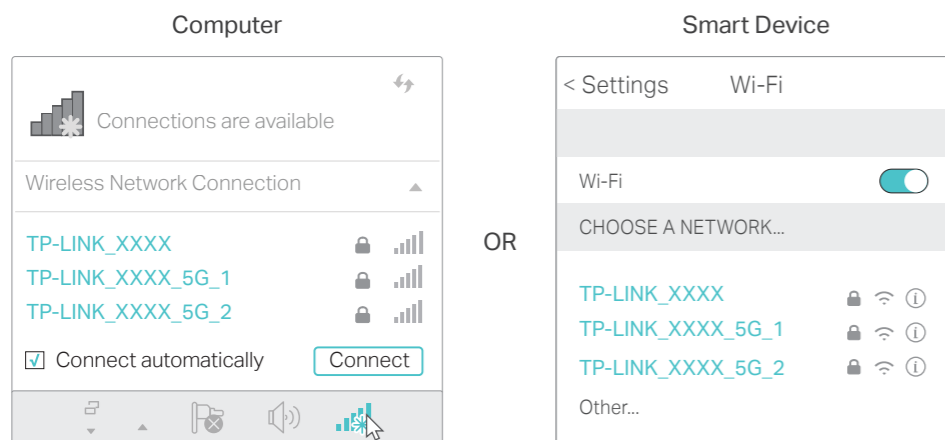 Computer
Connections are available
Wireless Network Connection
TP-LINK_XXXX
TP-LINK_XXXX_5G_1
TP-LINK_XXXX_5G_2
Connect automatically
Connect
OR
Smart Device
< Settings
Wi-Fi
Wi-Fi
CHOOSE A NETWORK...
TP-LINK_XXXX
TP-LINK_XXXX_5G_1
TP-LINK_XXXX_5G_2
Other...